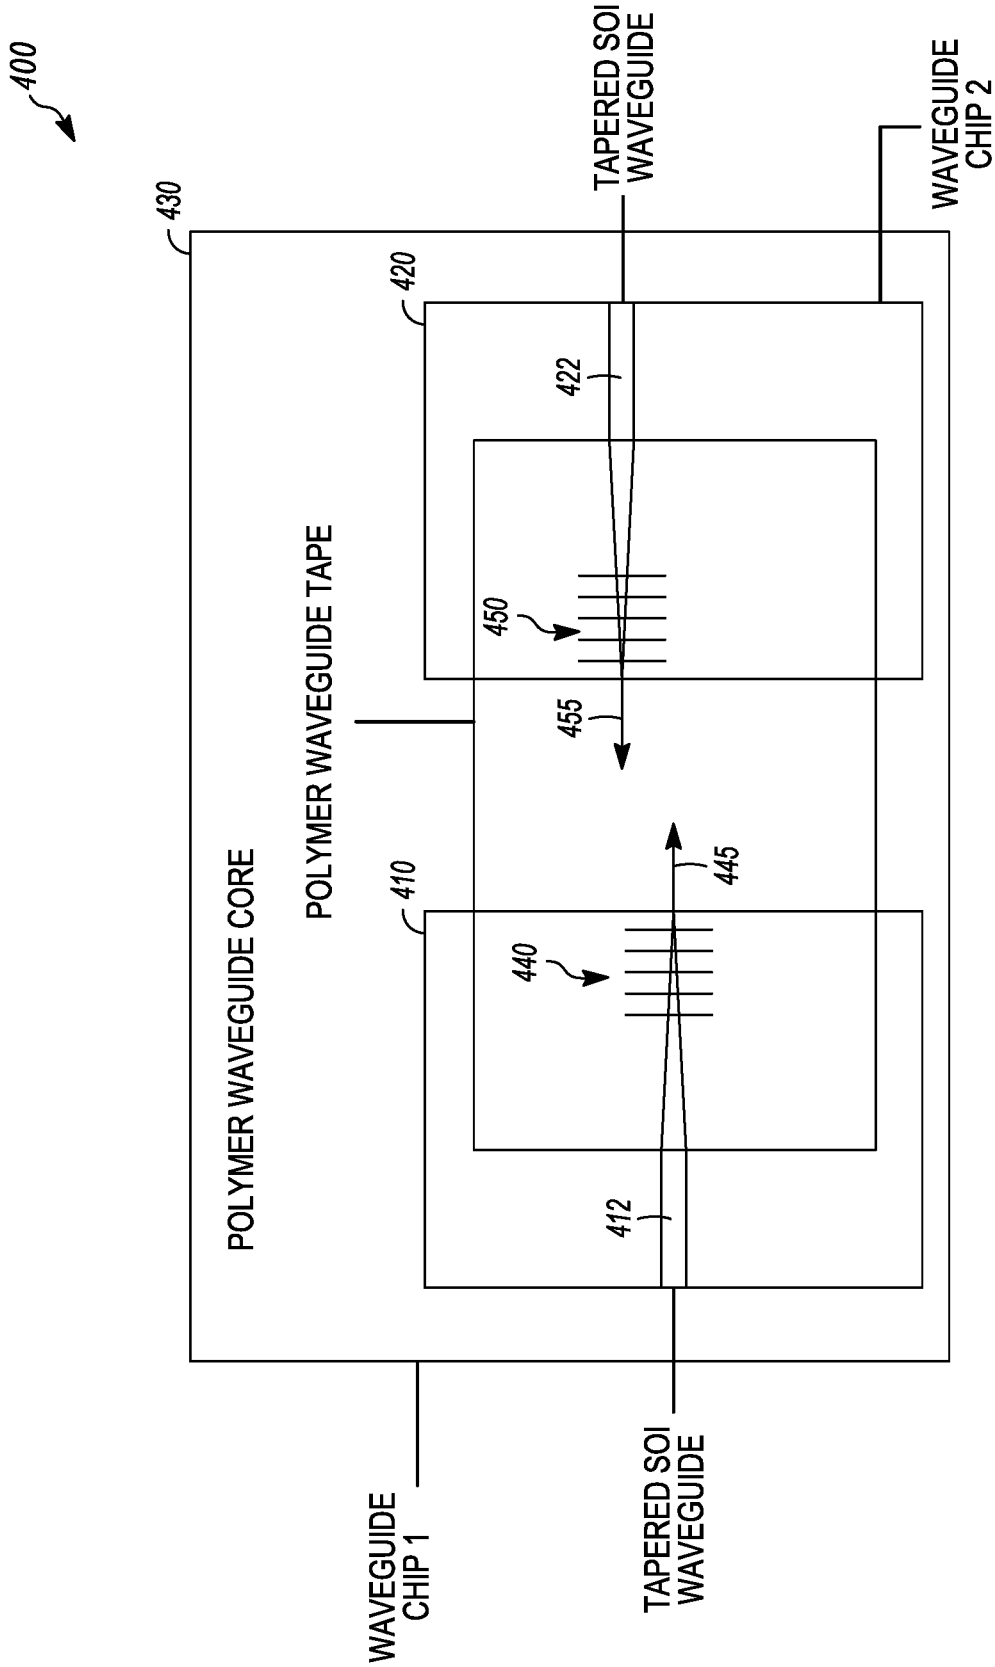 400
430
POLYMER WAVEGUIDE CORE
POLYMER WAVEGUIDE TAPE
410
420
440
450
445
455
412
422
WAVEGUIDE
CHIP 1
TAPERED SOI
WAVEGUIDE
TAPERED SOI
WAVEGUIDE
WAVEGUIDE
CHIP 2